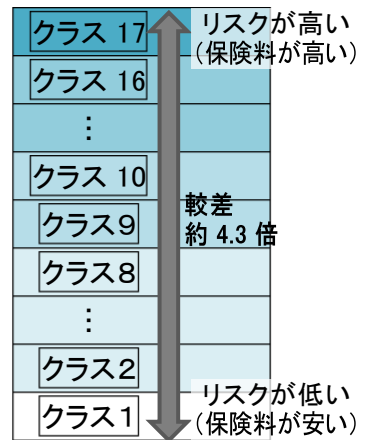 クラス 17
リスクが高い
(保険料が高い)
クラス 16
⋮
クラス 10
較差
約 4.3 倍
クラス9
クラス8
⋮
クラス2
リスクが低い
(保険料が安い)
クラス1